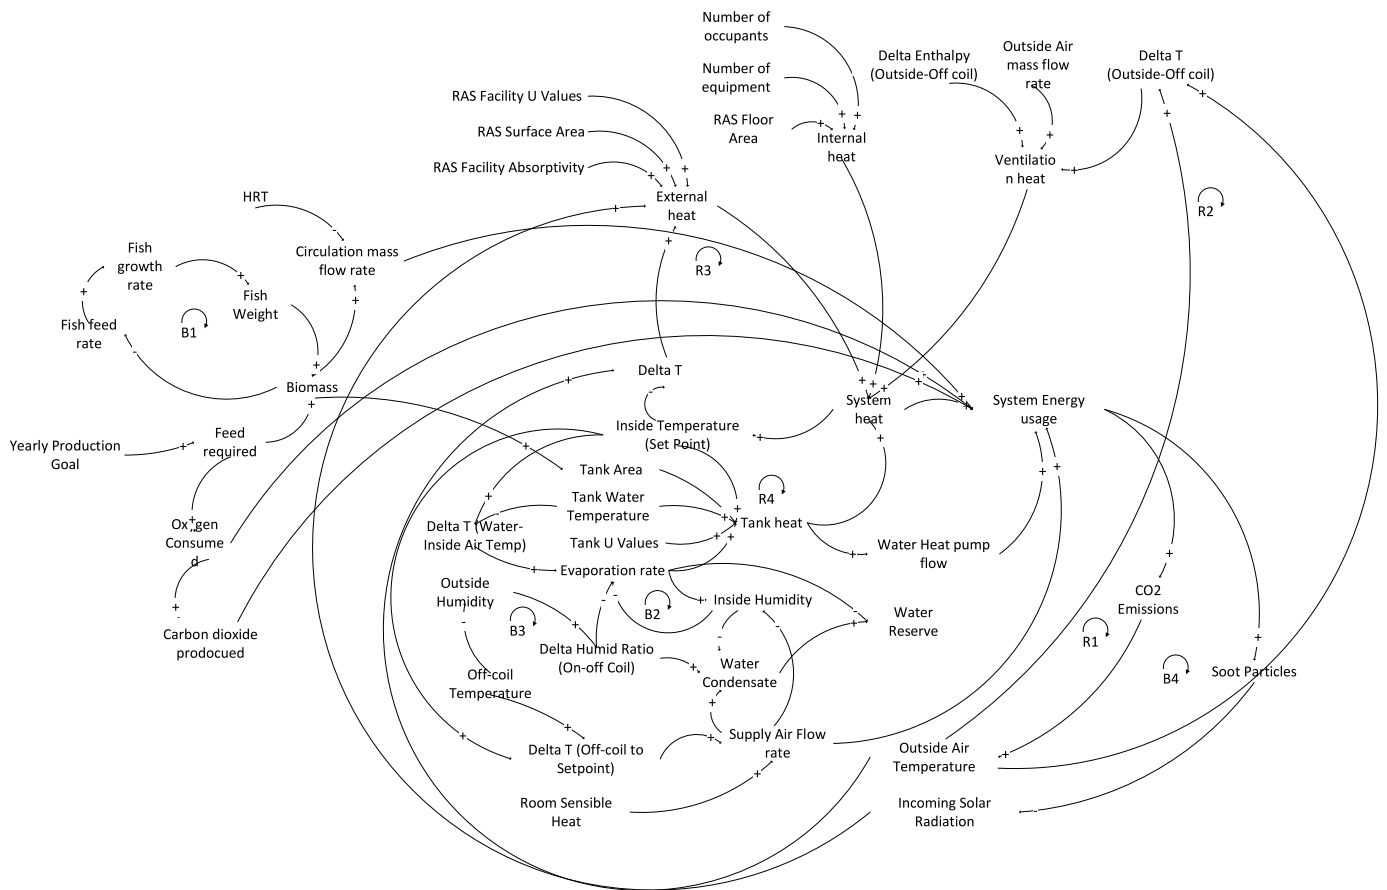 Number of
occupants
Delta Enthalpy
(Outside-Off coil)
Outside Air
mass flow
rate
Delta T
(Outside-Off coil)
Number of
equipment
RAS Facility U Values
RAS Surface Area
RAS Facility Absorptivity
RAS Floor
Area
Internal
heat
Ventilatio
n heat
HRT
External
heat
R2
R3
Circulation mass
flow rate
Fish
growth
rate
Fish
Weight
Fish feed
rate
B1
Biomass
Delta T
System
heat
System Energy
usage
Yearly Production
Goal
Feed
required
Inside Temperature
(Set Point)
Tank Area
R4
Tank Water
Temperature
Tank heat
Tank U Values
Delta T (Water-
Inside Air Temp)
Oxygen
Consume
d
Water Heat pump
flow
Evaporation rate
Outside
Humidity
B2
Inside Humidity
B3
Water
Reserve
CO2
Emissions
R1
Carbon dioxide
prodocued
Delta Humid Ratio
(On-off Coil)
Water
Condensate
B4
Soot Particles
Off-coil
Temperature
Delta T (Off-coil to
Setpoint)
Supply Air Flow
rate
Outside Air
Temperature
Room Sensible
Heat
Incoming Solar
Radiation